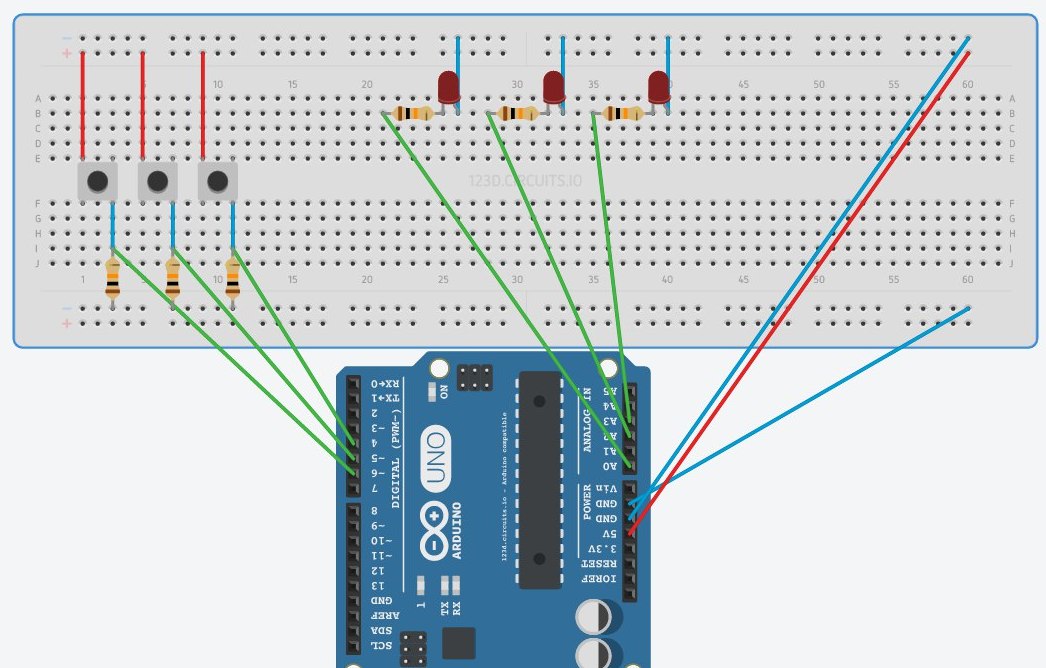 - -
+ +
1 5 10 15 20 25 30 35 40 45 50 55 60
A A
B B
C C
D D
E E
123D.CIRCUITS.IO
F F
G G
H H
I I
J J
1 5 10 15 20 25 30 35 40 45 50 55 60
- -
+ +
RX←0
TX→1
2
~3
4
~5
~6
7
DIGITAL (PWM~)
8
~9
~10
~11
12
13
GND
AREF
SDA
SCL
ON
UNO
ARDUINO
1
TX
RX
123d.circuits.io - Arduino compatible
ANALOG IN
A5
A4
A3
A2
A1
A0
POWER
Vin
GND
GND
5V
3.3V
RESET
IOREF